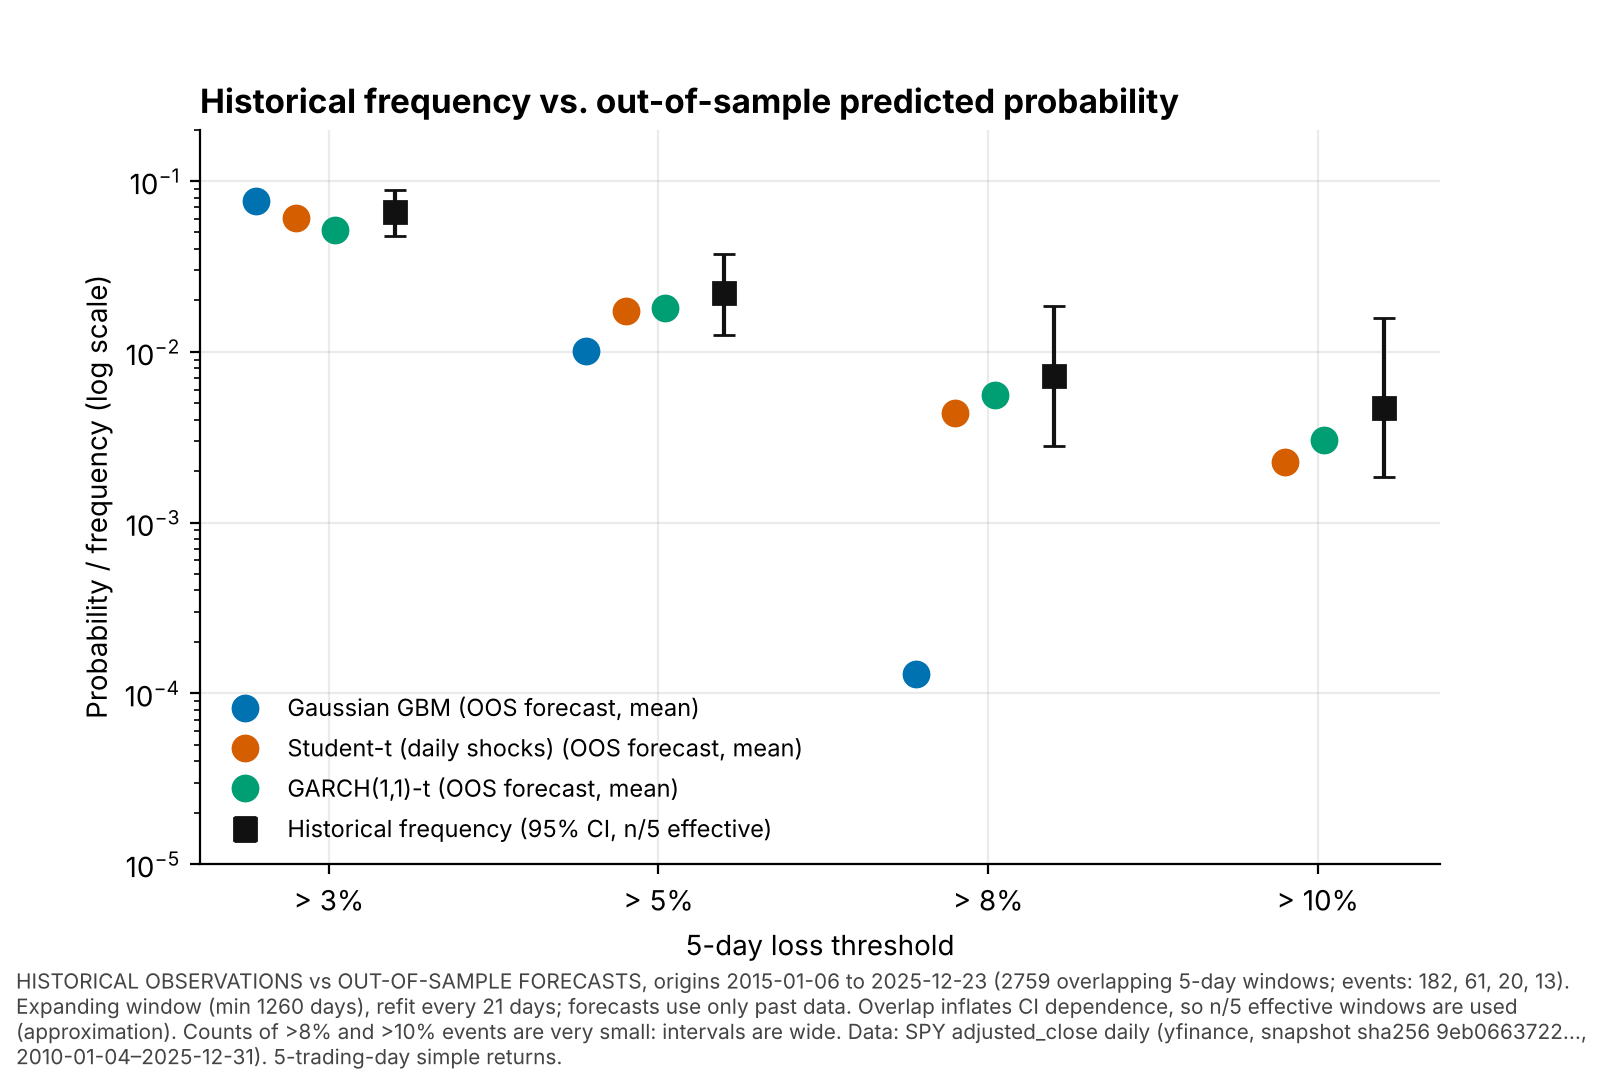 Historical frequency vs. out-of-sample predicted probability
Probability / frequency (log scale)
10⁻¹
10⁻²
10⁻³
10⁻⁴
10⁻⁵
Gaussian GBM (OOS forecast, mean)
Student-t (daily shocks) (OOS forecast, mean)
GARCH(1,1)-t (OOS forecast, mean)
Historical frequency (95% CI, n/5 effective)
> 3%
> 5%
> 8%
> 10%
5-day loss threshold
HISTORICAL OBSERVATIONS vs OUT-OF-SAMPLE FORECASTS, origins 2015-01-06 to 2025-12-23 (2759 overlapping 5-day windows; events: 182, 61, 20, 13).
Expanding window (min 1260 days), refit every 21 days; forecasts use only past data. Overlap inflates CI dependence, so n/5 effective windows are used
(approximation). Counts of >8% and >10% events are very small: intervals are wide. Data: SPY adjusted_close daily (yfinance, snapshot sha256 9eb0663722...,
2010-01-04–2025-12-31). 5-trading-day simple returns.